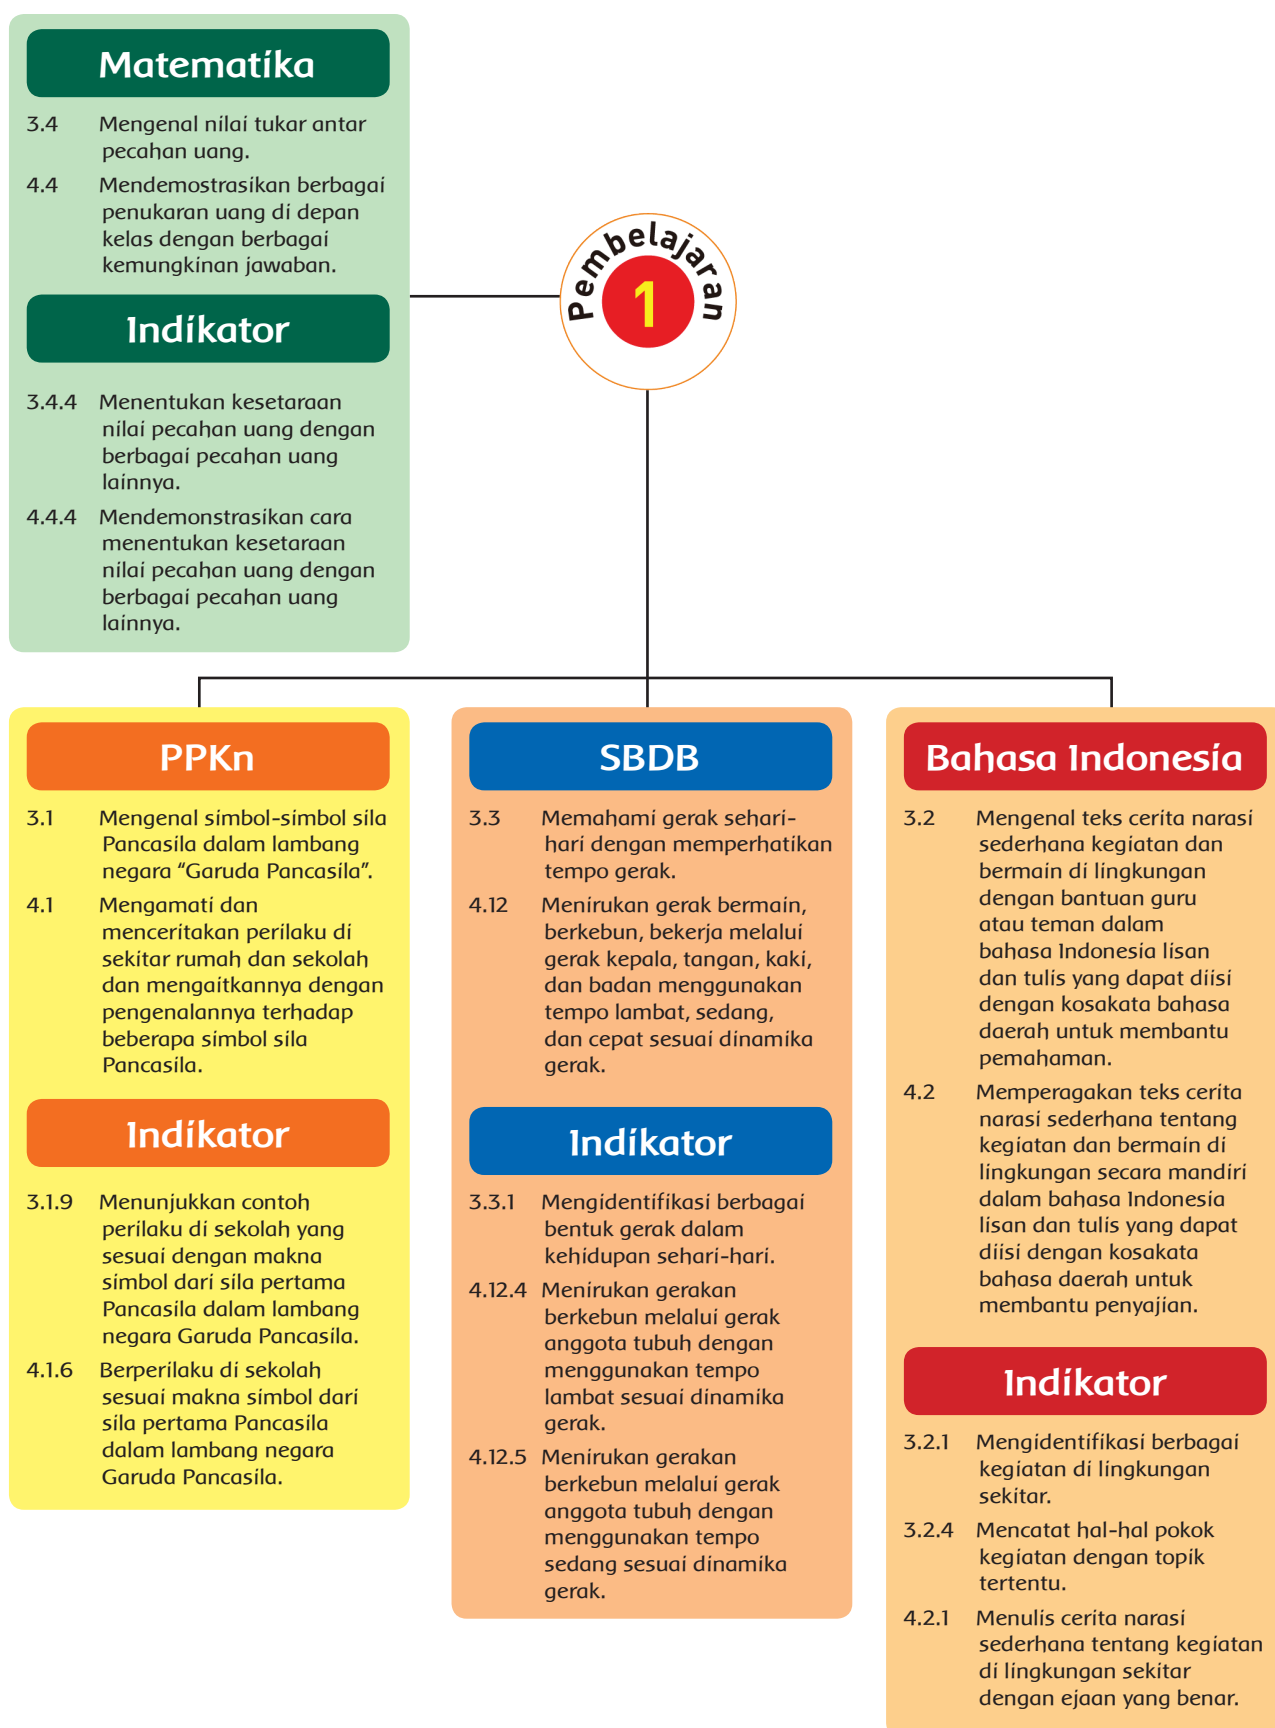 Matematika
3.4 Mengenal nilai tukar antar
pecahan uang.
4.4 Mendemostrasikan berbagai
penukaran uang di depan
kelas dengan berbagai
kemungkinan jawaban.
Indikator
3.4.4 Menentukan kesetaraan
nilai pecahan uang dengan
berbagai pecahan uang
lainnya.
4.4.4 Mendemonstrasikan cara
menentukan kesetaraan
nilai pecahan uang dengan
berbagai pecahan uang
lainnya.
Pembelajaran
1
PPKn
3.1 Mengenal simbol-simbol sila
Pancasila dalam lambang
negara “Garuda Pancasila”.
4.1 Mengamati dan
menceritakan perilaku di
sekitar rumah dan sekolah
dan mengaitkannya dengan
pengenalannya terhadap
beberapa simbol sila
Pancasila.
Indikator
3.1.9 Menunjukkan contoh
perilaku di sekolah yang
sesuai dengan makna
simbol dari sila pertama
Pancasila dalam lambang
negara Garuda Pancasila.
4.1.6 Berperilaku di sekolah
sesuai makna simbol dari
sila pertama Pancasila
dalam lambang negara
Garuda Pancasila.
SBDB
3.3 Memahami gerak sehari-
hari dengan memperhatikan
tempo gerak.
4.12 Menirukan gerak bermain,
berkebun, bekerja melalui
gerak kepala, tangan, kaki,
dan badan menggunakan
tempo lambat, sedang,
dan cepat sesuai dinamika
gerak.
Indikator
3.3.1 Mengidentifikasi berbagai
bentuk gerak dalam
kehidupan sehari-hari.
4.12.4 Menirukan gerakan
berkebun melalui gerak
anggota tubuh dengan
menggunakan tempo
lambat sesuai dinamika
gerak.
4.12.5 Menirukan gerakan
berkebun melalui gerak
anggota tubuh dengan
menggunakan tempo
sedang sesuai dinamika
gerak.
Bahasa Indonesia
3.2 Mengenal teks cerita narasi
sederhana kegiatan dan
bermain di lingkungan
dengan bantuan guru
atau teman dalam
bahasa Indonesia lisan
dan tulis yang dapat diisi
dengan kosakata bahasa
daerah untuk membantu
pemahaman.
4.2 Memperagakan teks cerita
narasi sederhana tentang
kegiatan dan bermain di
lingkungan secara mandiri
dalam bahasa Indonesia
lisan dan tulis yang dapat
diisi dengan kosakata
bahasa daerah untuk
membantu penyajian.
Indikator
3.2.1 Mengidentifikasi berbagai
kegiatan di lingkungan
sekitar.
3.2.4 Mencatat hal-hal pokok
kegiatan dengan topik
tertentu.
4.2.1 Menulis cerita narasi
sederhana tentang kegiatan
di lingkungan sekitar
dengan ejaan yang benar.